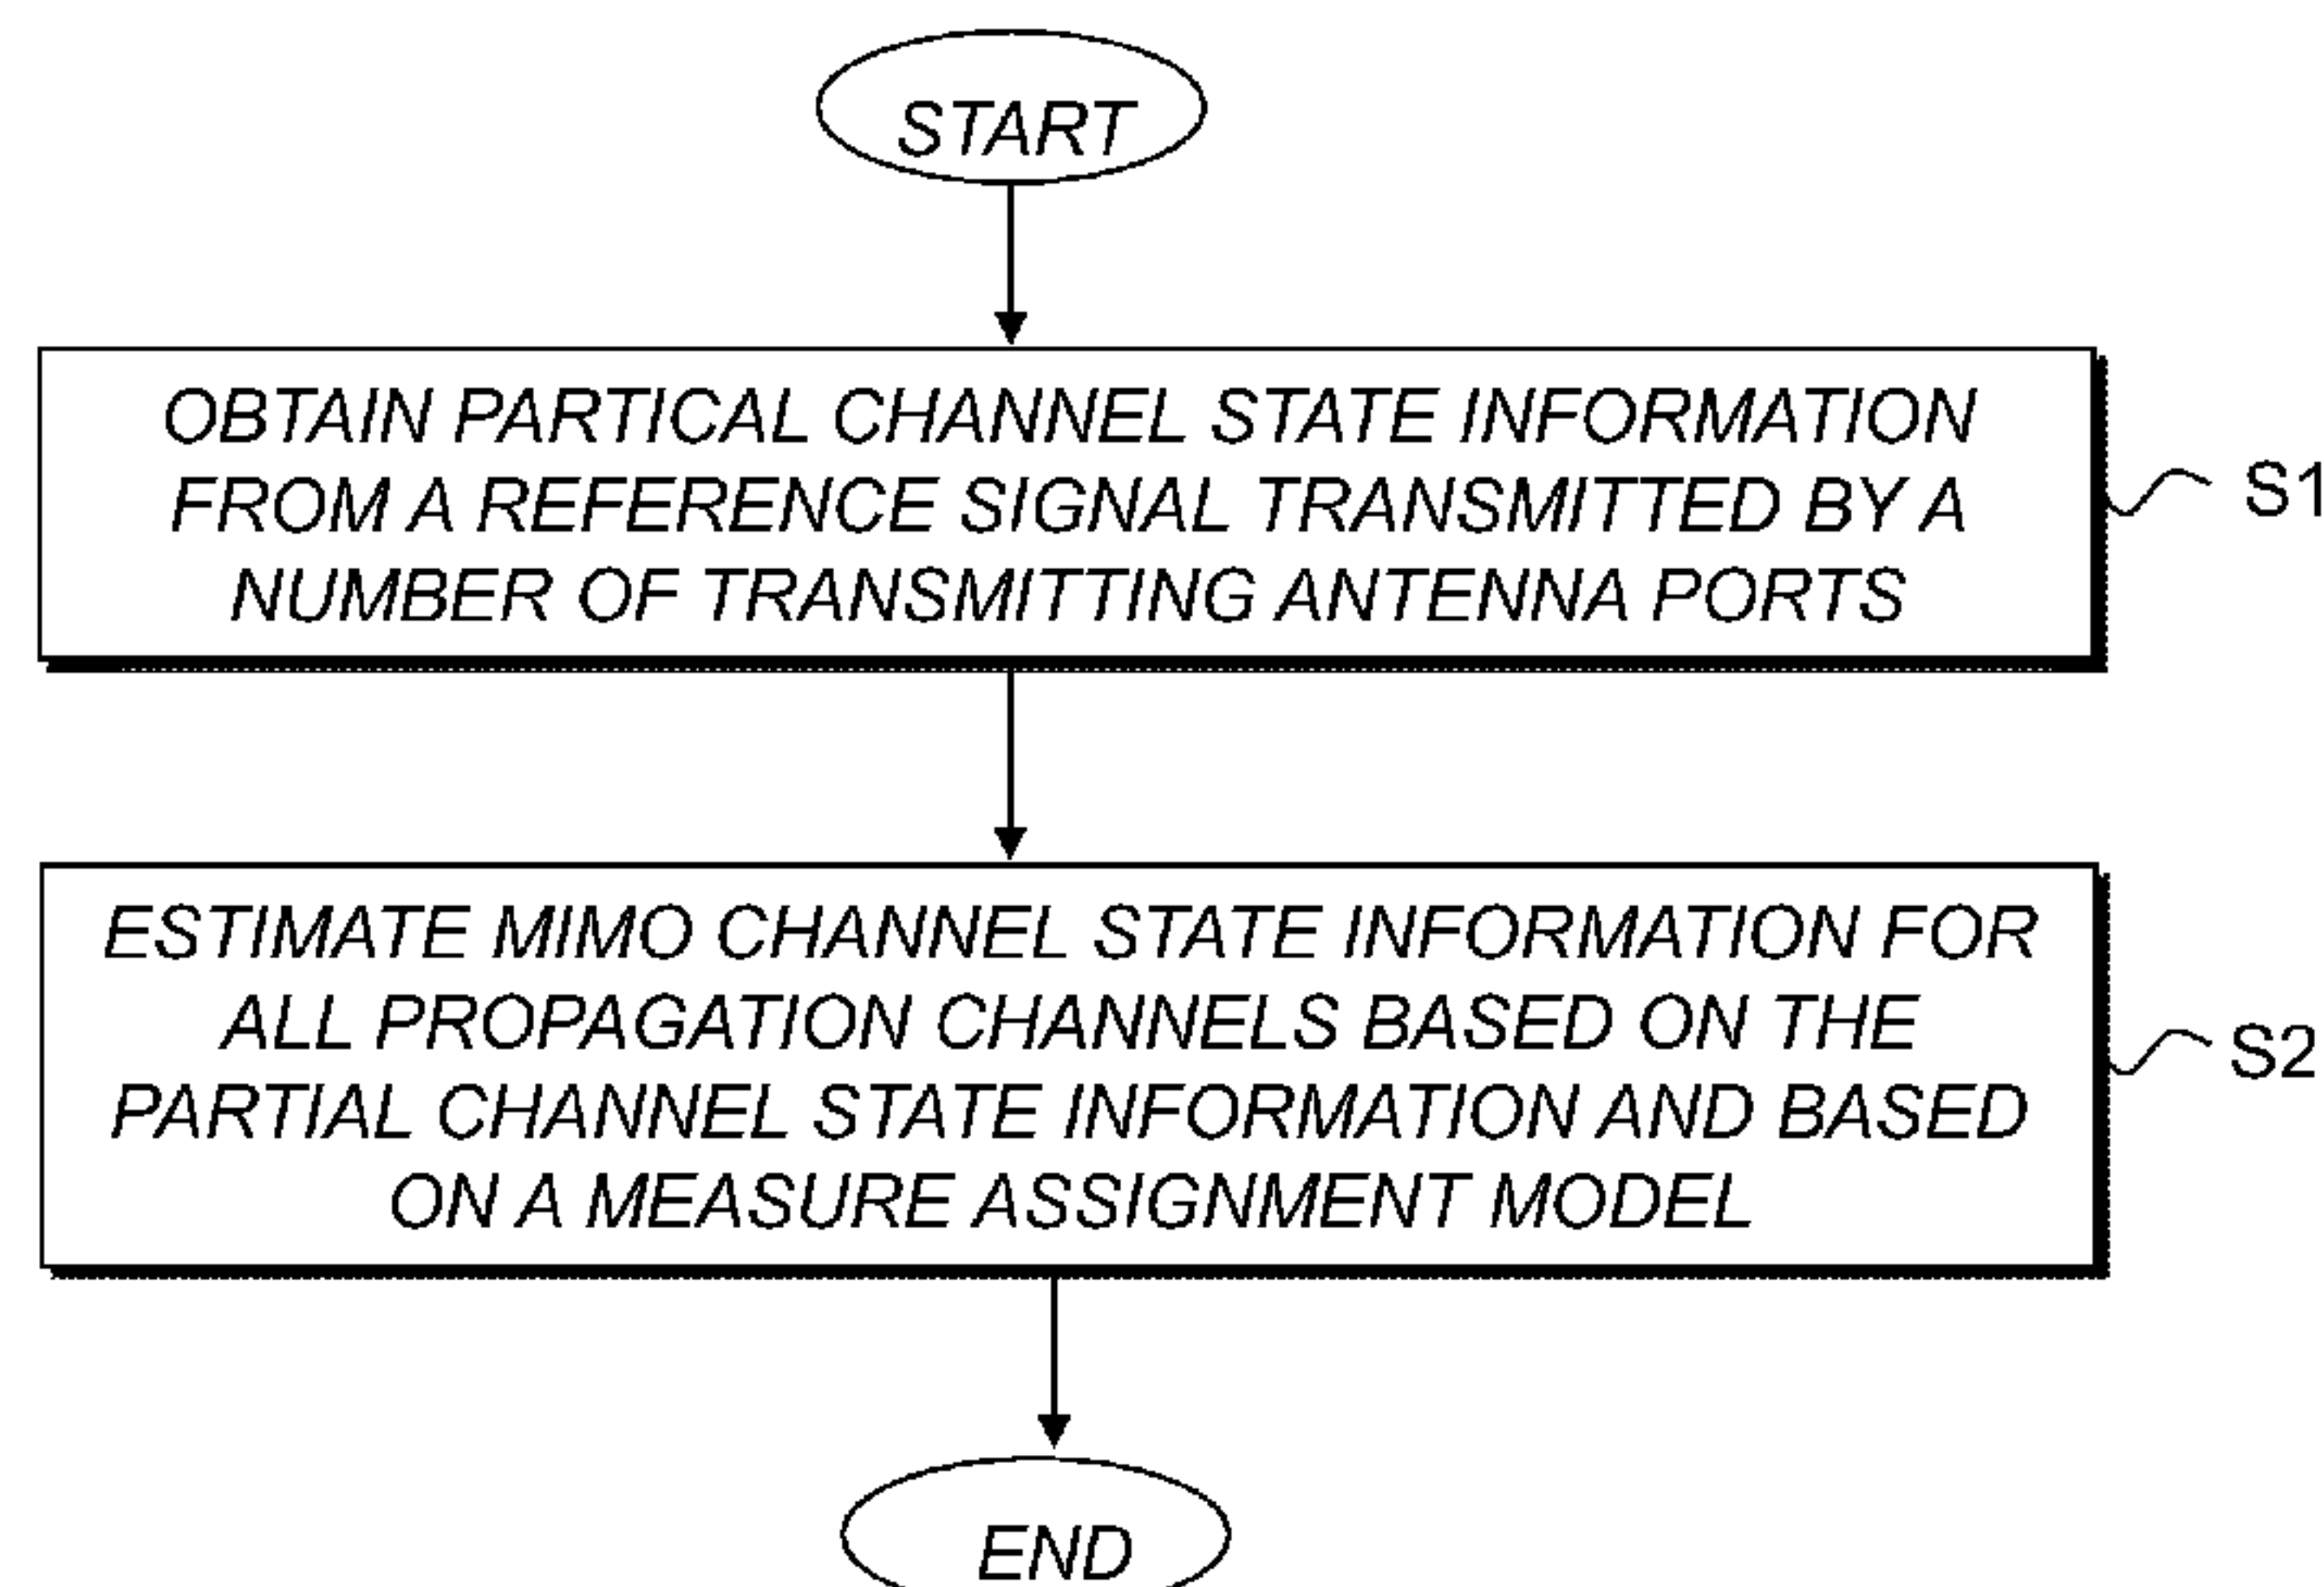 START
OBTAIN PARTICAL CHANNEL STATE INFORMATION
FROM A REFERENCE SIGNAL TRANSMITTED BY A
NUMBER OF TRANSMITTING ANTENNA PORTS
S1
ESTIMATE MIMO CHANNEL STATE INFORMATION FOR
ALL PROPAGATION CHANNELS BASED ON THE
PARTIAL CHANNEL STATE INFORMATION AND BASED
ON A MEASURE ASSIGNMENT MODEL
S2
END